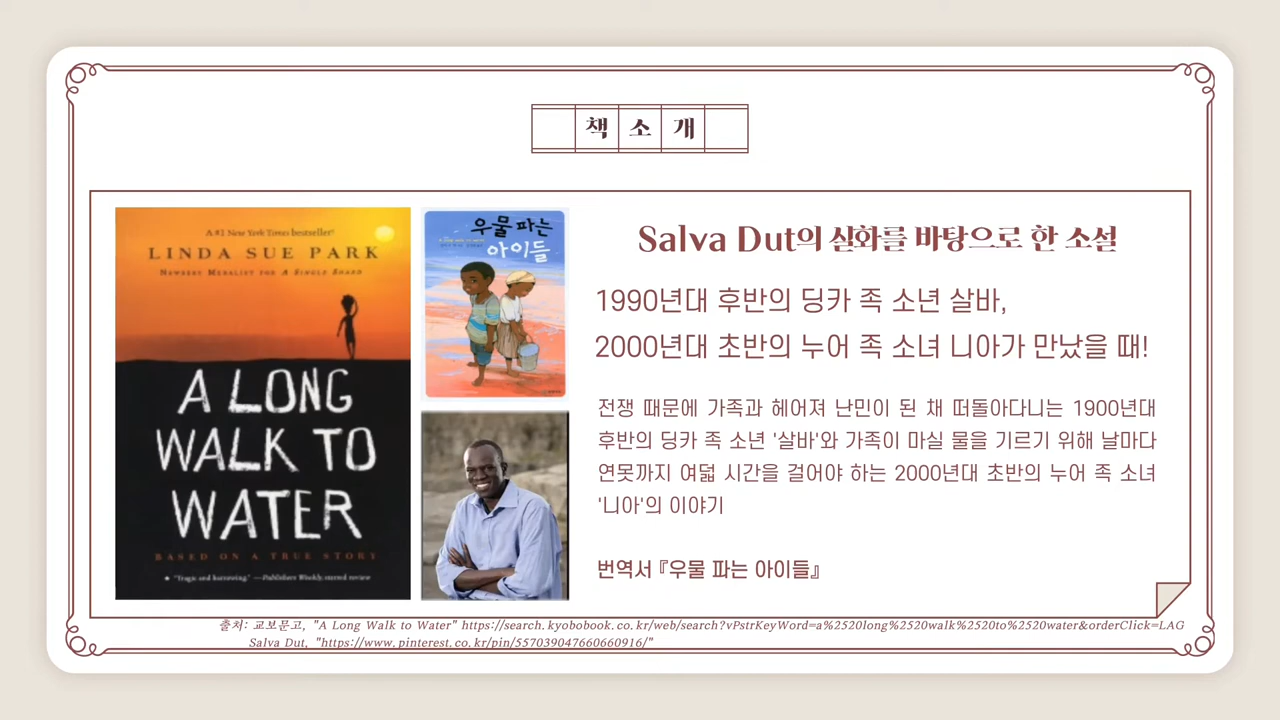 책소개
A #1 New York Times bestseller!
LINDA SUE PARK
NEWBERY MEDALIST FOR A SINGLE SHARD
A LONG
WALK TO
WATER
BASED ON A TRUE STORY
"Tragic and harrowing." —Publishers Weekly, starred review
우물 파는
아이들
Salva Dut의 실화를 바탕으로 한 소설
1990년대 후반의 딩카 족 소년 살바,
2000년대 초반의 누어 족 소녀 니아가 만났을 때!
전쟁 때문에 가족과 헤어져 난민이 된 채 떠돌아다니는 1900년대
후반의 딩카 족 소년 '살바'와 가족이 마실 물을 기르기 위해 날마다
연못까지 여덟 시간을 걸어야 하는 2000년대 초반의 누어 족 소녀
'니아'의 이야기
번역서 『우물 파는 아이들』
출처: 교보문고, "A Long Walk to Water" https://search.kyobobook.co.kr/web/search?vPstrKeyWord=a%2520long%2520walk%2520to%2520water&orderClick=LAG
Salva Dut, "https://www.pinterest.co.kr/pin/557039047660660916/"